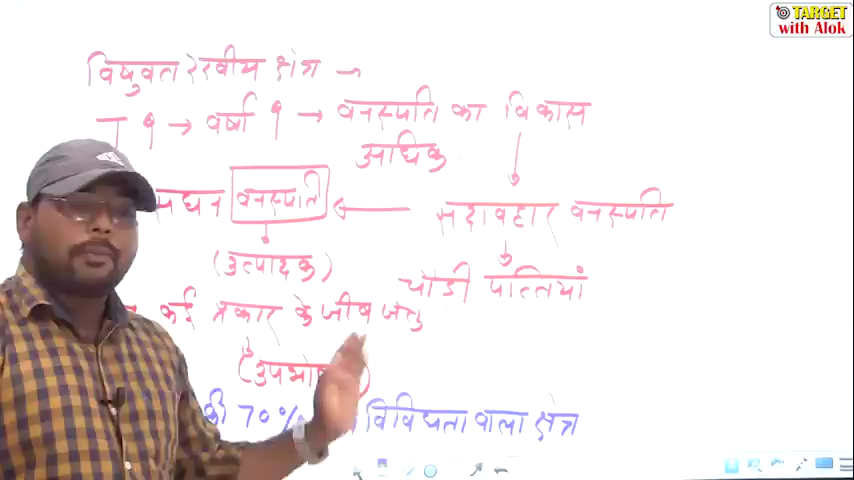 TARGET
with Alok
विषुवत रेखीय क्षेत्र →
T ↑ → वर्षा ↑ → वनस्पति का विकास
अधिक
सघन वनस्पति ← सदावहार वनस्पति
(उत्पादक)
चौडी पत्तियां
कई प्रकार के जीव जन्तु
की 70% विविधता वाला क्षेत्र